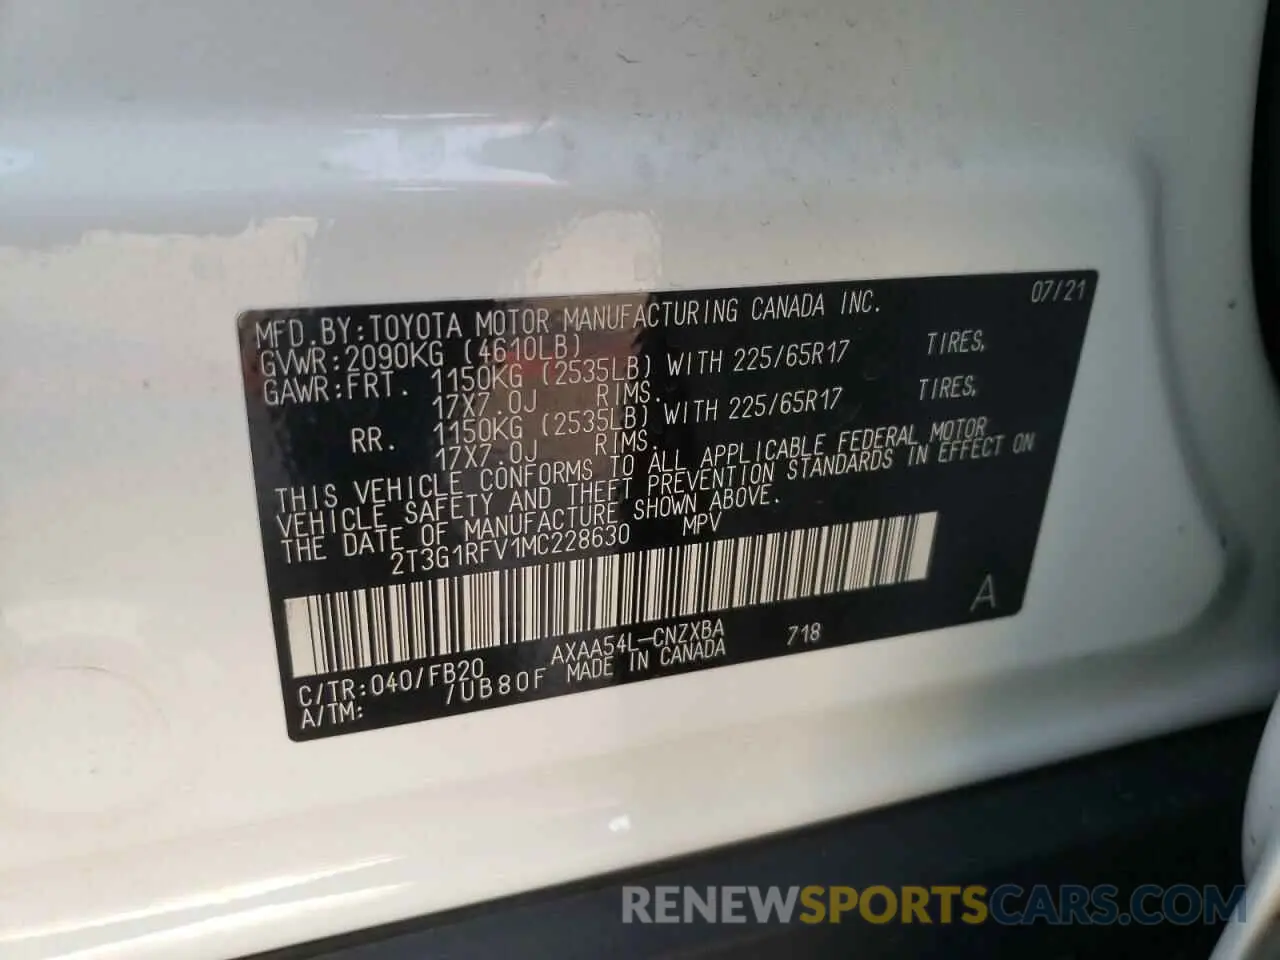 07/21
MFD.BY:TOYOTA MOTOR MANUFACTURING CANADA INC.
GVWR:2090KG (4610LB)
GAWR:FRT. 1150KG (2535LB) WITH 225/65R17 TIRES,
17X7.0J RIMS.
RR. 1150KG (2535LB) WITH 225/65R17 TIRES,
17X7.0J RIMS.
THIS VEHICLE CONFORMS TO ALL APPLICABLE FEDERAL MOTOR
VEHICLE SAFETY AND THEFT PREVENTION STANDARDS IN EFFECT ON
THE DATE OF MANUFACTURE SHOWN ABOVE.
2T3G1RFV1MC228630 MPV
A
C/TR:040/FB20 AXAA54L-CNZXBA 718
A/TM: /UB80F MADE IN CANADA
RENEWSPORTSCARS.COM